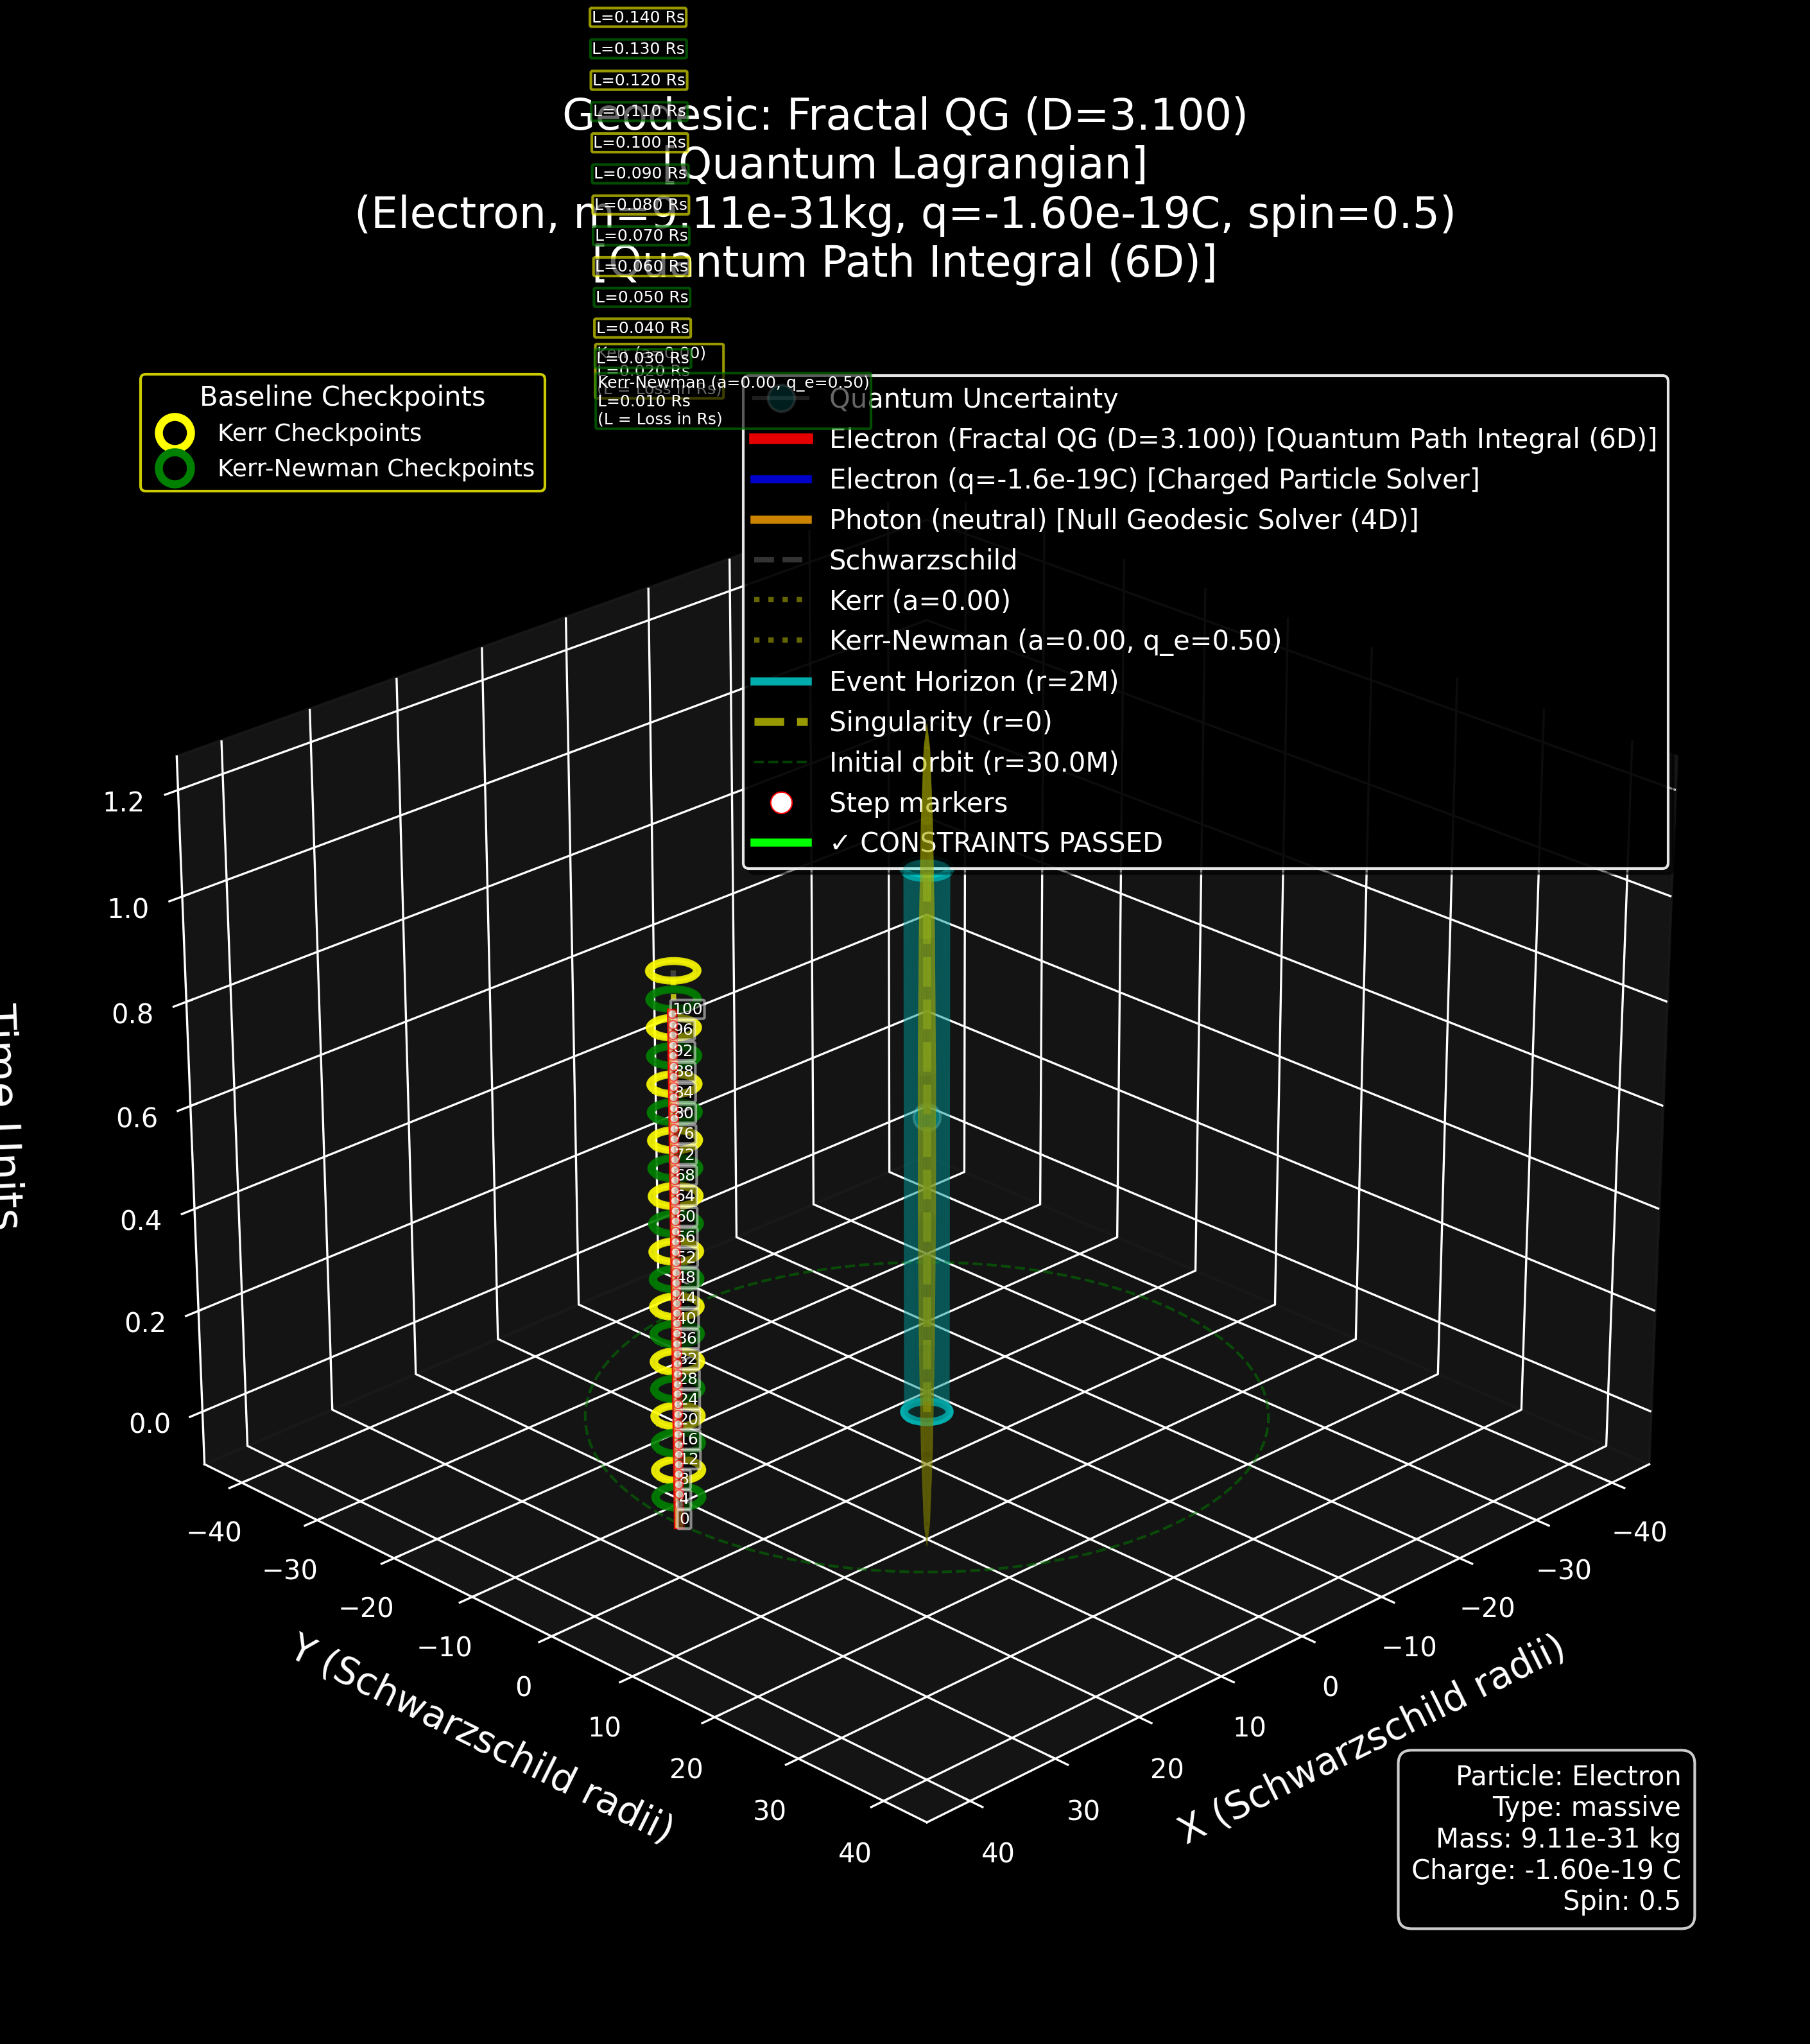 L=0.140 Rs
L=0.130 Rs
L=0.120 Rs
L=0.110 Rs
L=0.100 Rs
L=0.090 Rs
L=0.080 Rs
L=0.070 Rs
L=0.060 Rs
L=0.050 Rs
L=0.040 Rs
Kerr (a=0.00)
L=0.030 Rs
L=0.020 Rs
(L = Loss in Rs)
Kerr-Newman (a=0.00, q_e=0.50)
L=0.010 Rs
(L = Loss in Rs)
Geodesic: Fractal QG (D=3.100)
[Quantum Lagrangian]
(Electron, m=9.11e-31kg, q=-1.60e-19C, spin=0.5)
[Quantum Path Integral (6D)]
Baseline Checkpoints
Kerr Checkpoints
Kerr-Newman Checkpoints
Quantum Uncertainty
Electron (Fractal QG (D=3.100)) [Quantum Path Integral (6D)]
Electron (q=-1.6e-19C) [Charged Particle Solver]
Photon (neutral) [Null Geodesic Solver (4D)]
Schwarzschild
Kerr (a=0.00)
Kerr-Newman (a=0.00, q_e=0.50)
Event Horizon (r=2M)
Singularity (r=0)
Initial orbit (r=30.0M)
Step markers
✓ CONSTRAINTS PASSED
1.2
1.0
0.8
0.6
0.4
0.2
0.0
Time Units
100
96
92
88
84
80
76
72
68
64
60
56
52
48
44
40
36
32
28
24
20
16
12
8
4
0
−40
−30
−20
−10
0
10
20
30
40
Y (Schwarzschild radii)
−40
−30
−20
−10
0
10
20
30
40
X (Schwarzschild radii)
Particle: Electron
Type: massive
Mass: 9.11e-31 kg
Charge: -1.60e-19 C
Spin: 0.5